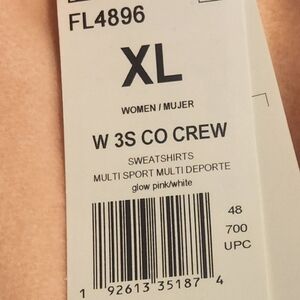 FL4896
XL
WOMEN / MUJER
W 3S CO CREW
SWEATSHIRTS
MULTI SPORT MULTI DEPORTE
glow pink/white
48
700
UPC
1 92613 35187 4